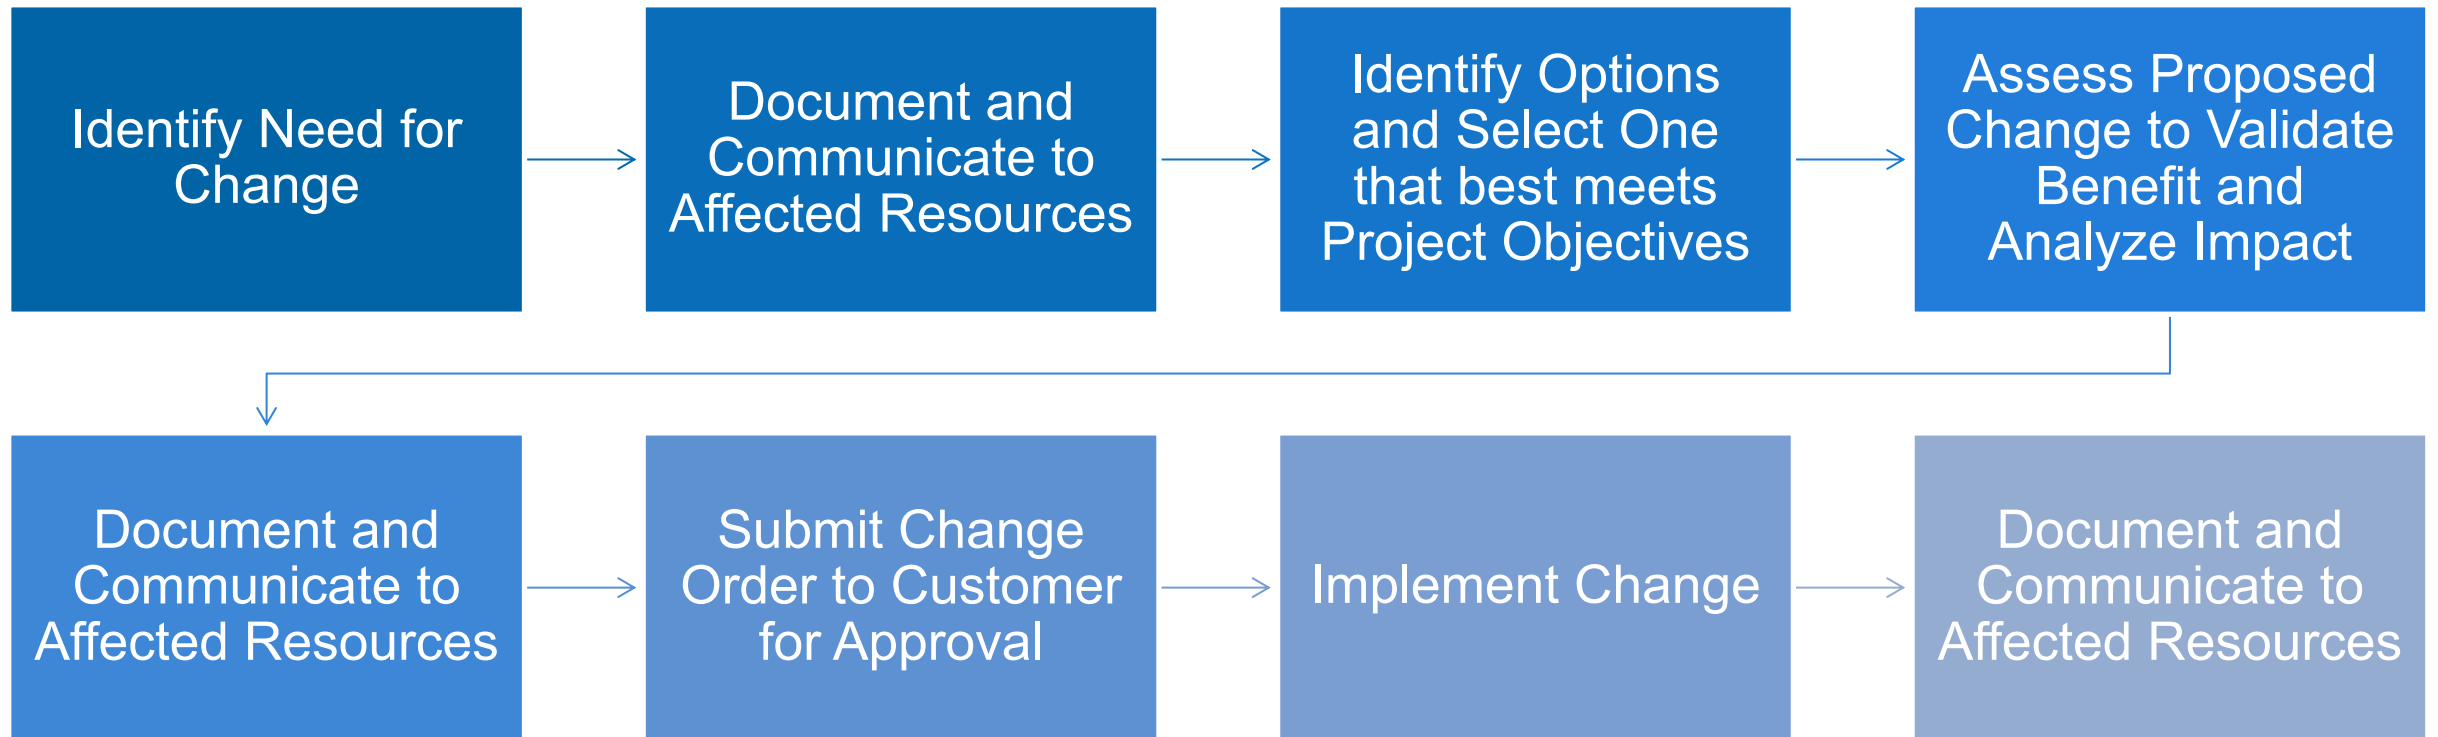 Identify Need for
Change
Document and
Communicate to
Affected Resources
Identify Options
and Select One
that best meets
Project Objectives
Assess Proposed
Change to Validate
Benefit and
Analyze Impact
Document and
Communicate to
Affected Resources
Submit Change
Order to Customer
for Approval
Implement Change
Document and
Communicate to
Affected Resources